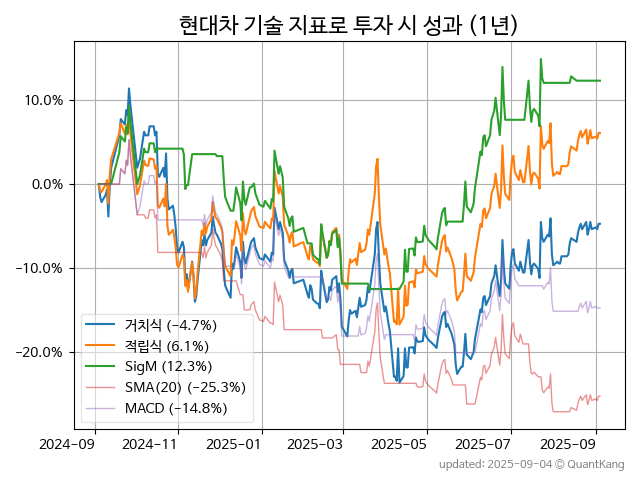 현대차 기술 지표로 투자 시 성과 (1년)
10.0%
0.0%
−10.0%
−20.0%
거치식 (−4.7%)
적립식 (6.1%)
SigM (12.3%)
SMA(20) (−25.3%)
MACD (−14.8%)
2024-09 2024-11 2025-01 2025-03 2025-05 2025-07 2025-09
updated: 2025-09-04 © QuantKang